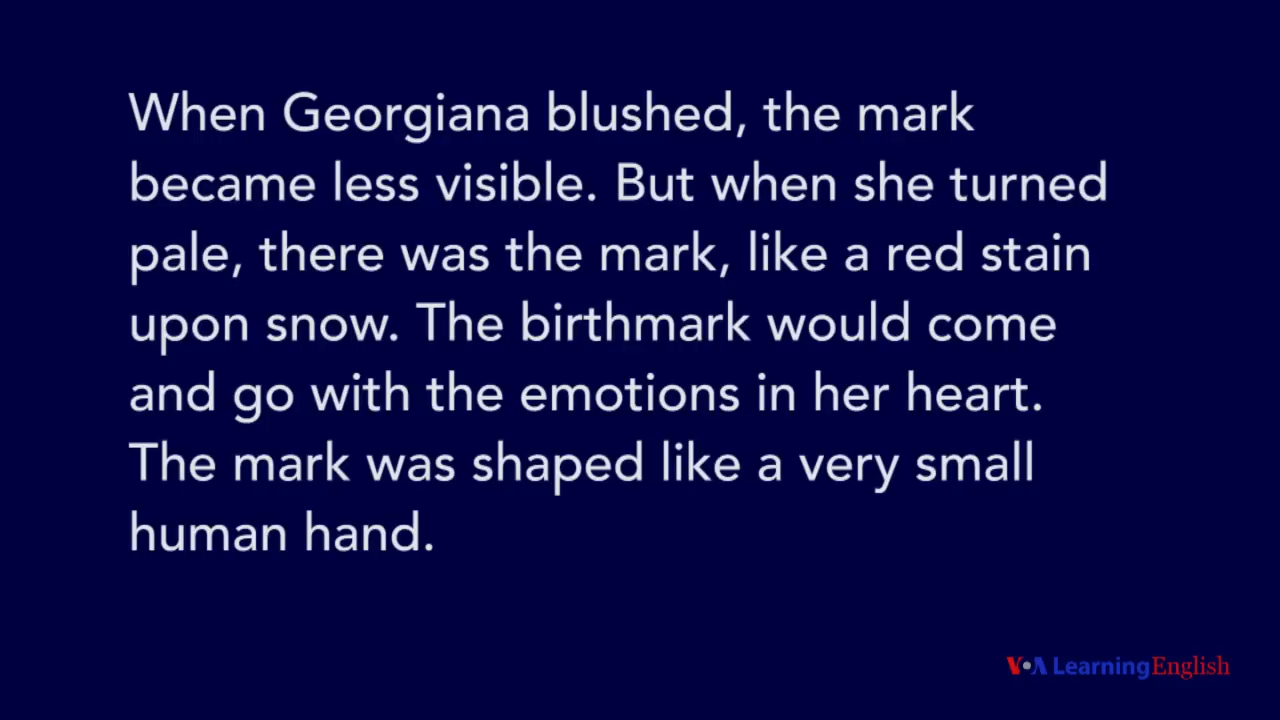 When Georgiana blushed, the mark
became less visible. But when she turned
pale, there was the mark, like a red stain
upon snow. The birthmark would come
and go with the emotions in her heart.
The mark was shaped like a very small
human hand.
VOA Learning English